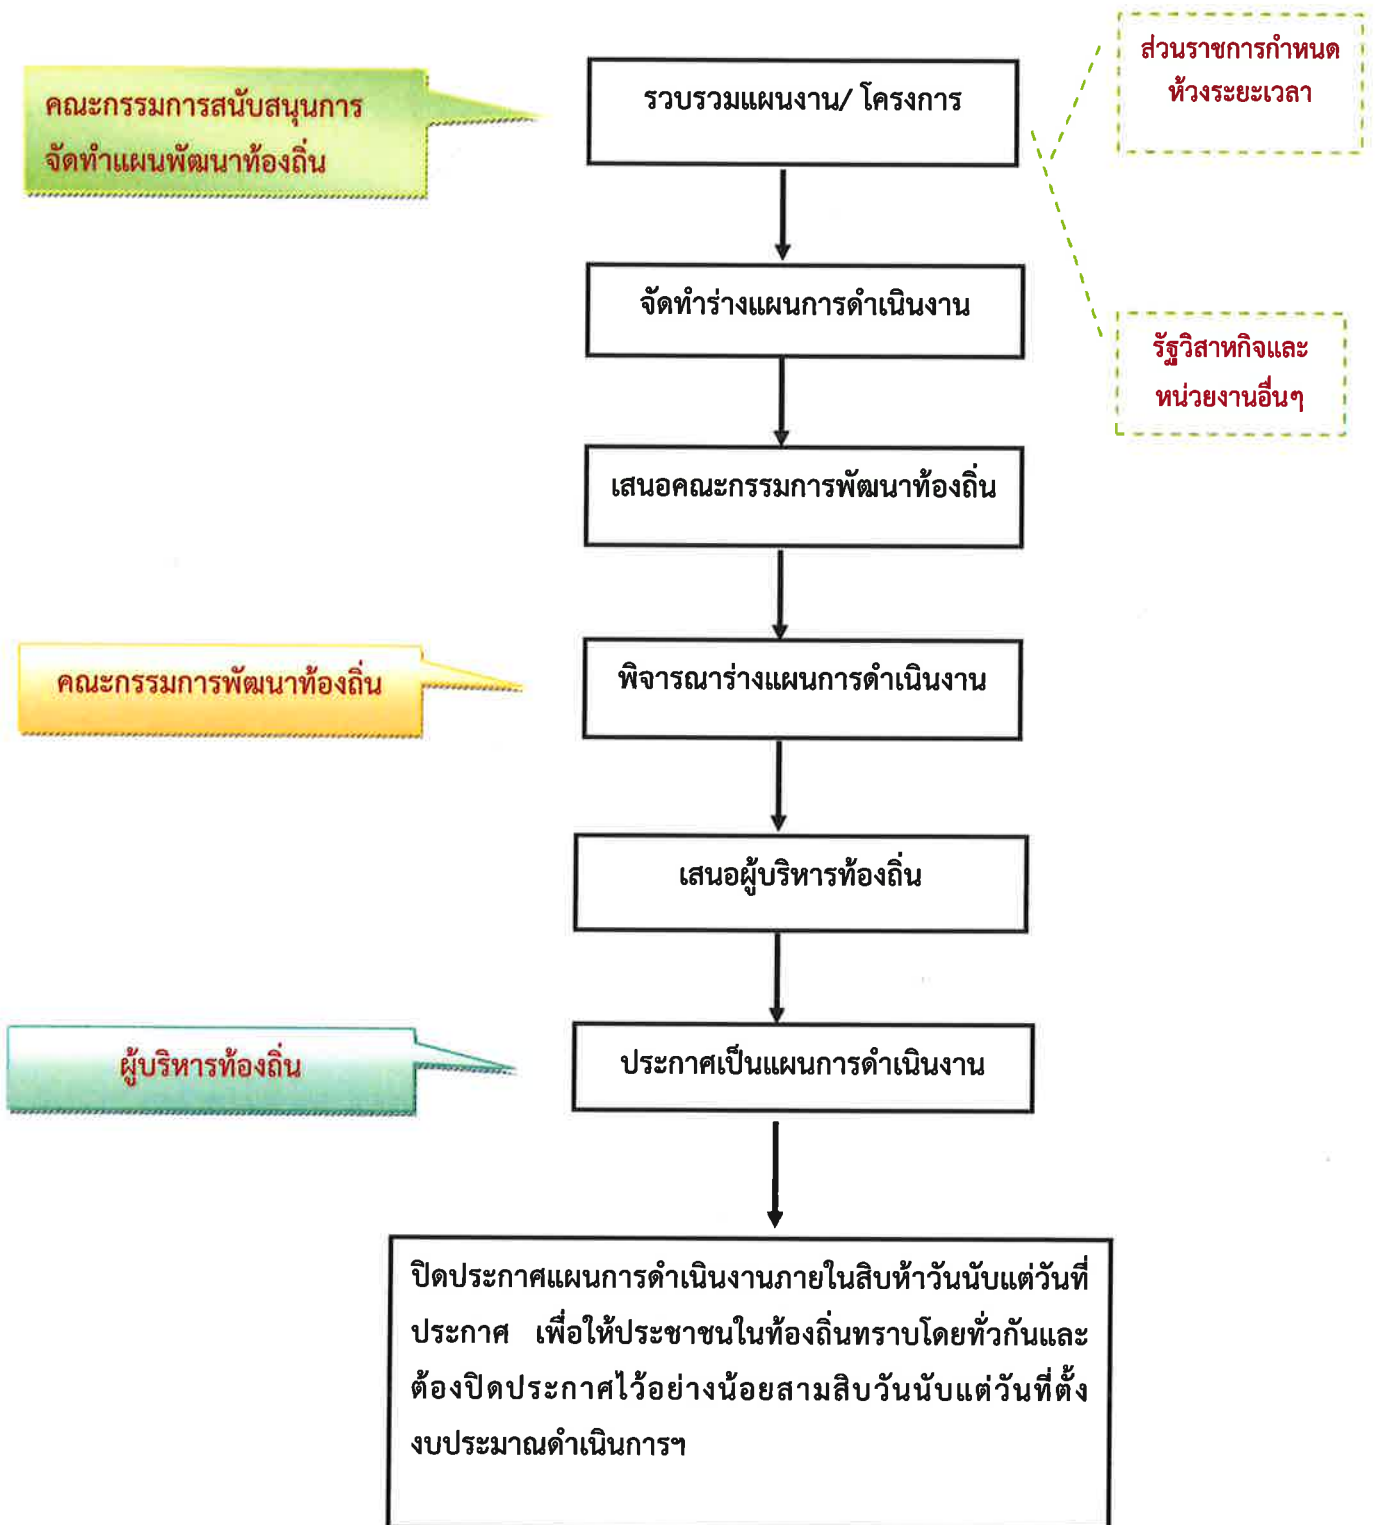 ส่วนราชการกำหนด
ห้วงระยะเวลา
คณะกรรมการสนับสนุนการ
จัดทำแผนพัฒนาท้องถิ่น
รวบรวมแผนงาน/ โครงการ
จัดทำร่างแผนการดำเนินงาน
รัฐวิสาหกิจและ
หน่วยงานอื่นๆ
เสนอคณะกรรมการพัฒนาท้องถิ่น
คณะกรรมการพัฒนาท้องถิ่น
พิจารณาร่างแผนการดำเนินงาน
เสนอผู้บริหารท้องถิ่น
ผู้บริหารท้องถิ่น
ประกาศเป็นแผนการดำเนินงาน
ปิดประกาศแผนการดำเนินงานภายในสิบห้าวันนับแต่วันที่
ประกาศ เพื่อให้ประชาชนในท้องถิ่นทราบโดยทั่วกันและ
ต้องปิดประกาศไว้อย่างน้อยสามสิบวันนับแต่วันที่ตั้ง
งบประมาณดำเนินการฯ